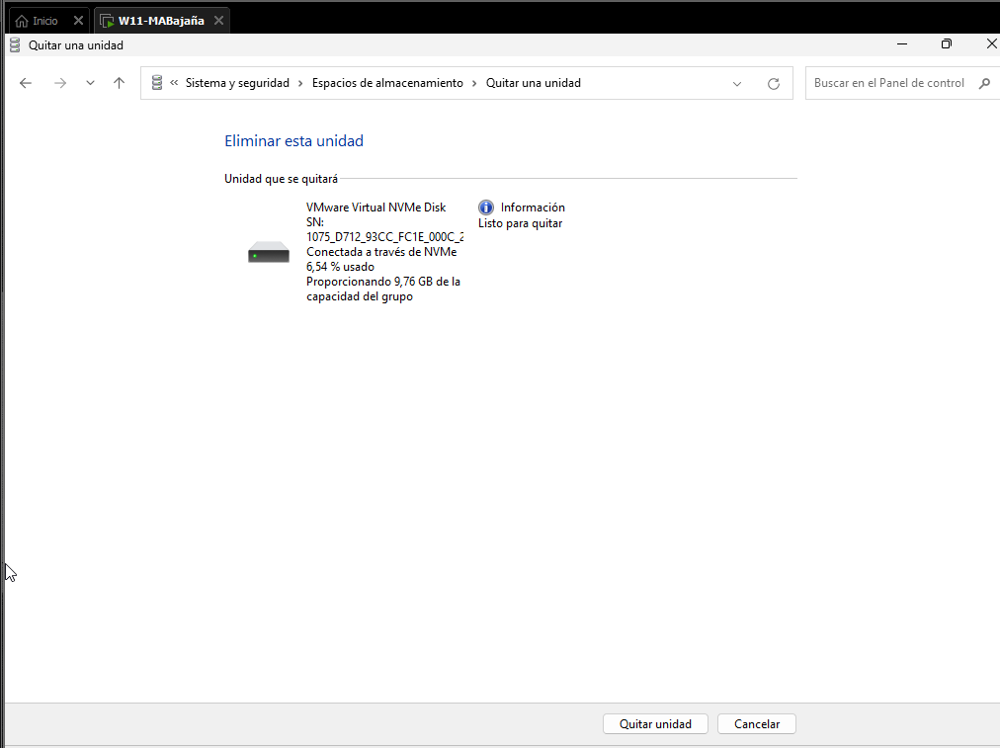 Inicio
W11-MABajaña
Quitar una unidad
« Sistema y seguridad › Espacios de almacenamiento › Quitar una unidad
Buscar en el Panel de control
Eliminar esta unidad
Unidad que se quitará
VMware Virtual NVMe Disk
SN:
1075_D712_93CC_FC1E_000C_2
Conectada a través de NVMe
6,54 % usado
Proporcionando 9,76 GB de la
capacidad del grupo
Información
Listo para quitar
Quitar unidad
Cancelar